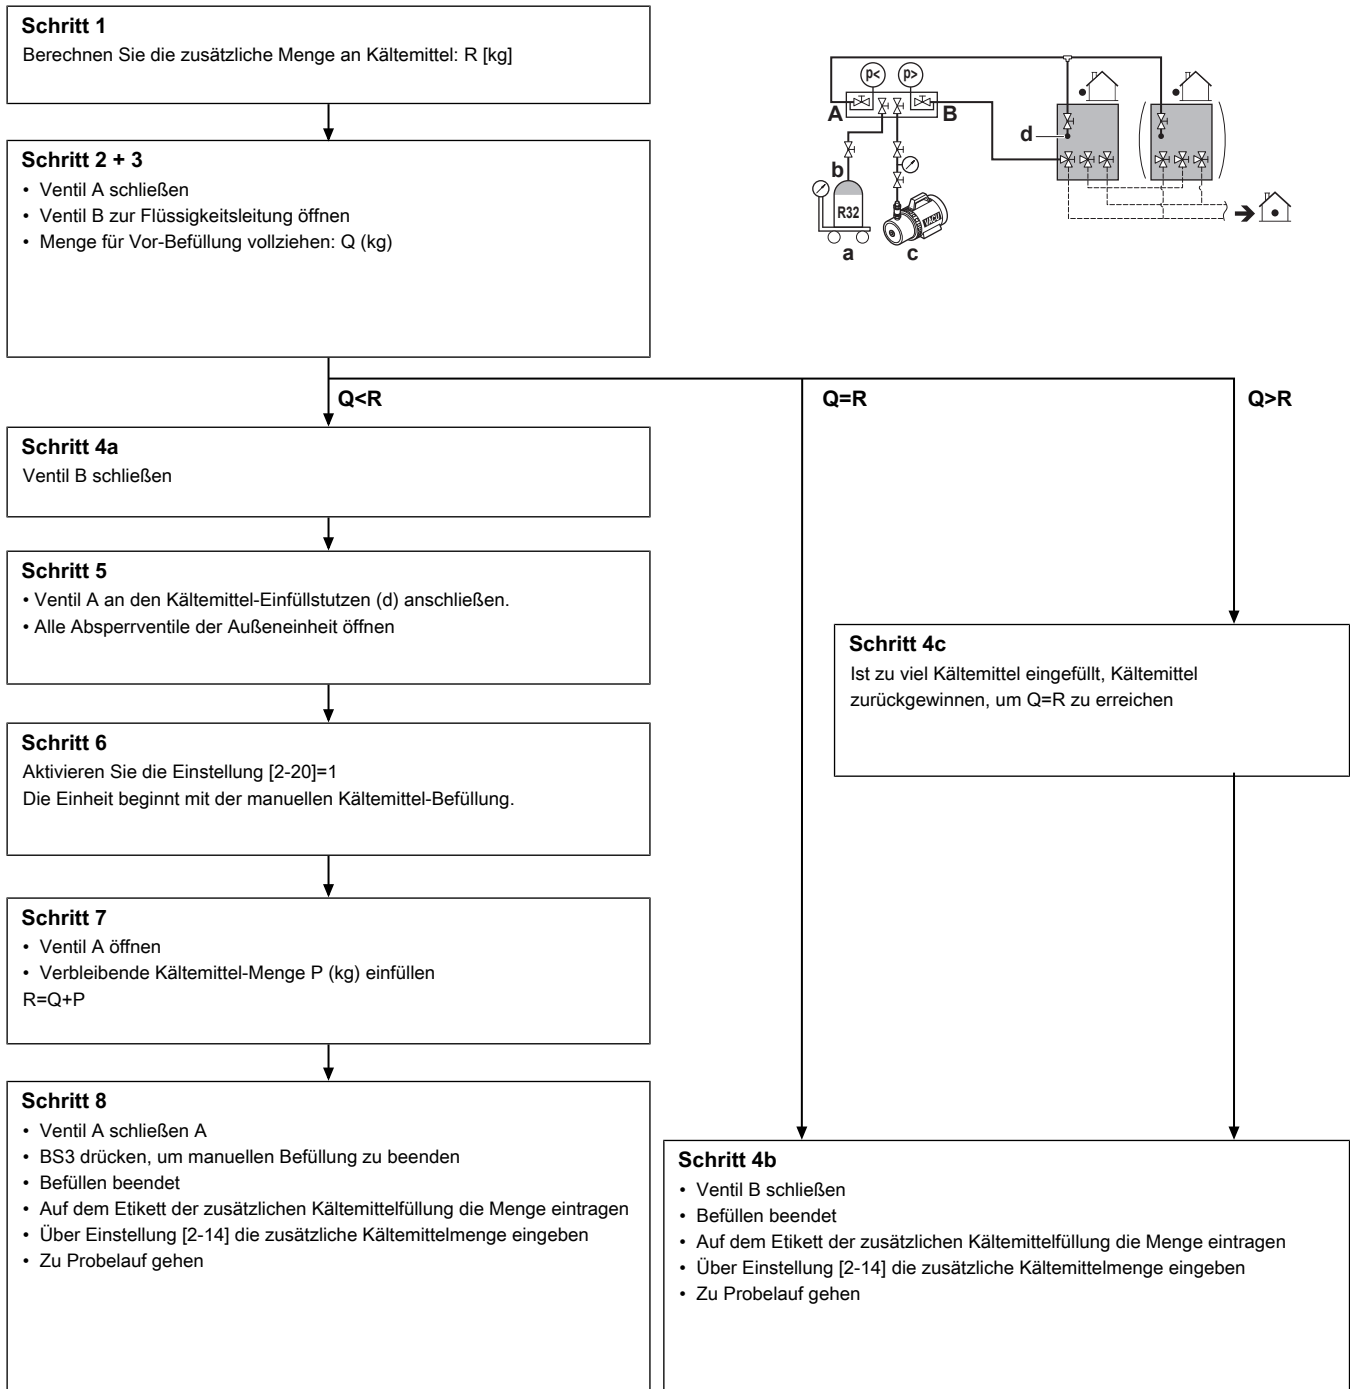 Schritt 1
Berechnen Sie die zusätzliche Menge an Kältemittel: R [kg]
Schritt 2 + 3
• Ventil A schließen
• Ventil B zur Flüssigkeitsleitung öffnen
• Menge für Vor-Befüllung vollziehen: Q (kg)
p<
p>
A
B
d
b
R32
VACU
a
c
Q<R
Q=R
Q>R
Schritt 4a
Ventil B schließen
Schritt 5
• Ventil A an den Kältemittel-Einfüllstutzen (d) anschließen.
• Alle Absperrventile der Außeneinheit öffnen
Schritt 4c
Ist zu viel Kältemittel eingefüllt, Kältemittel
zurückgewinnen, um Q=R zu erreichen
Schritt 6
Aktivieren Sie die Einstellung [2-20]=1
Die Einheit beginnt mit der manuellen Kältemittel-Befüllung.
Schritt 7
• Ventil A öffnen
• Verbleibende Kältemittel-Menge P (kg) einfüllen
R=Q+P
Schritt 8
• Ventil A schließen A
• BS3 drücken, um manuellen Befüllung zu beenden
• Befüllen beendet
• Auf dem Etikett der zusätzlichen Kältemittelfüllung die Menge eintragen
• Über Einstellung [2-14] die zusätzliche Kältemittelmenge eingeben
• Zu Probelauf gehen
Schritt 4b
• Ventil B schließen
• Befüllen beendet
• Auf dem Etikett der zusätzlichen Kältemittelfüllung die Menge eintragen
• Über Einstellung [2-14] die zusätzliche Kältemittelmenge eingeben
• Zu Probelauf gehen